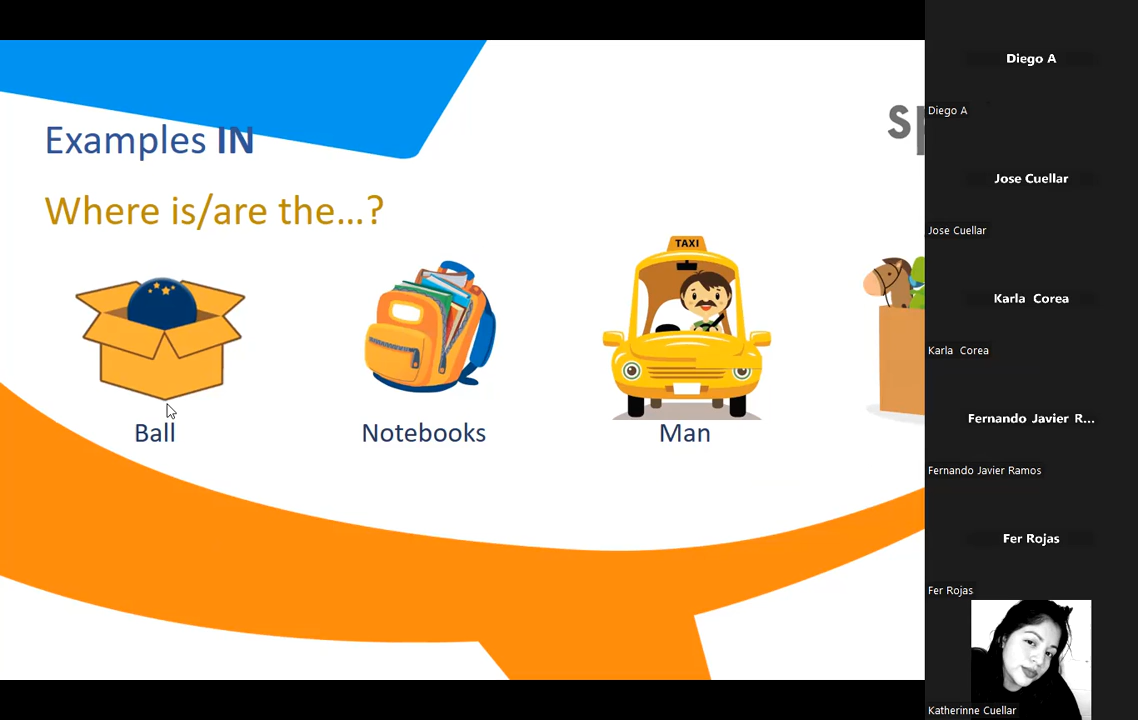 Examples IN
Where is/are the...?
TAXI
Ball
Notebooks
Man
Diego A
Diego A
Jose Cuellar
Jose Cuellar
Karla Corea
Karla Corea
Fernando Javier R...
Fernando Javier Ramos
Fer Rojas
Fer Rojas
Katherinne Cuellar